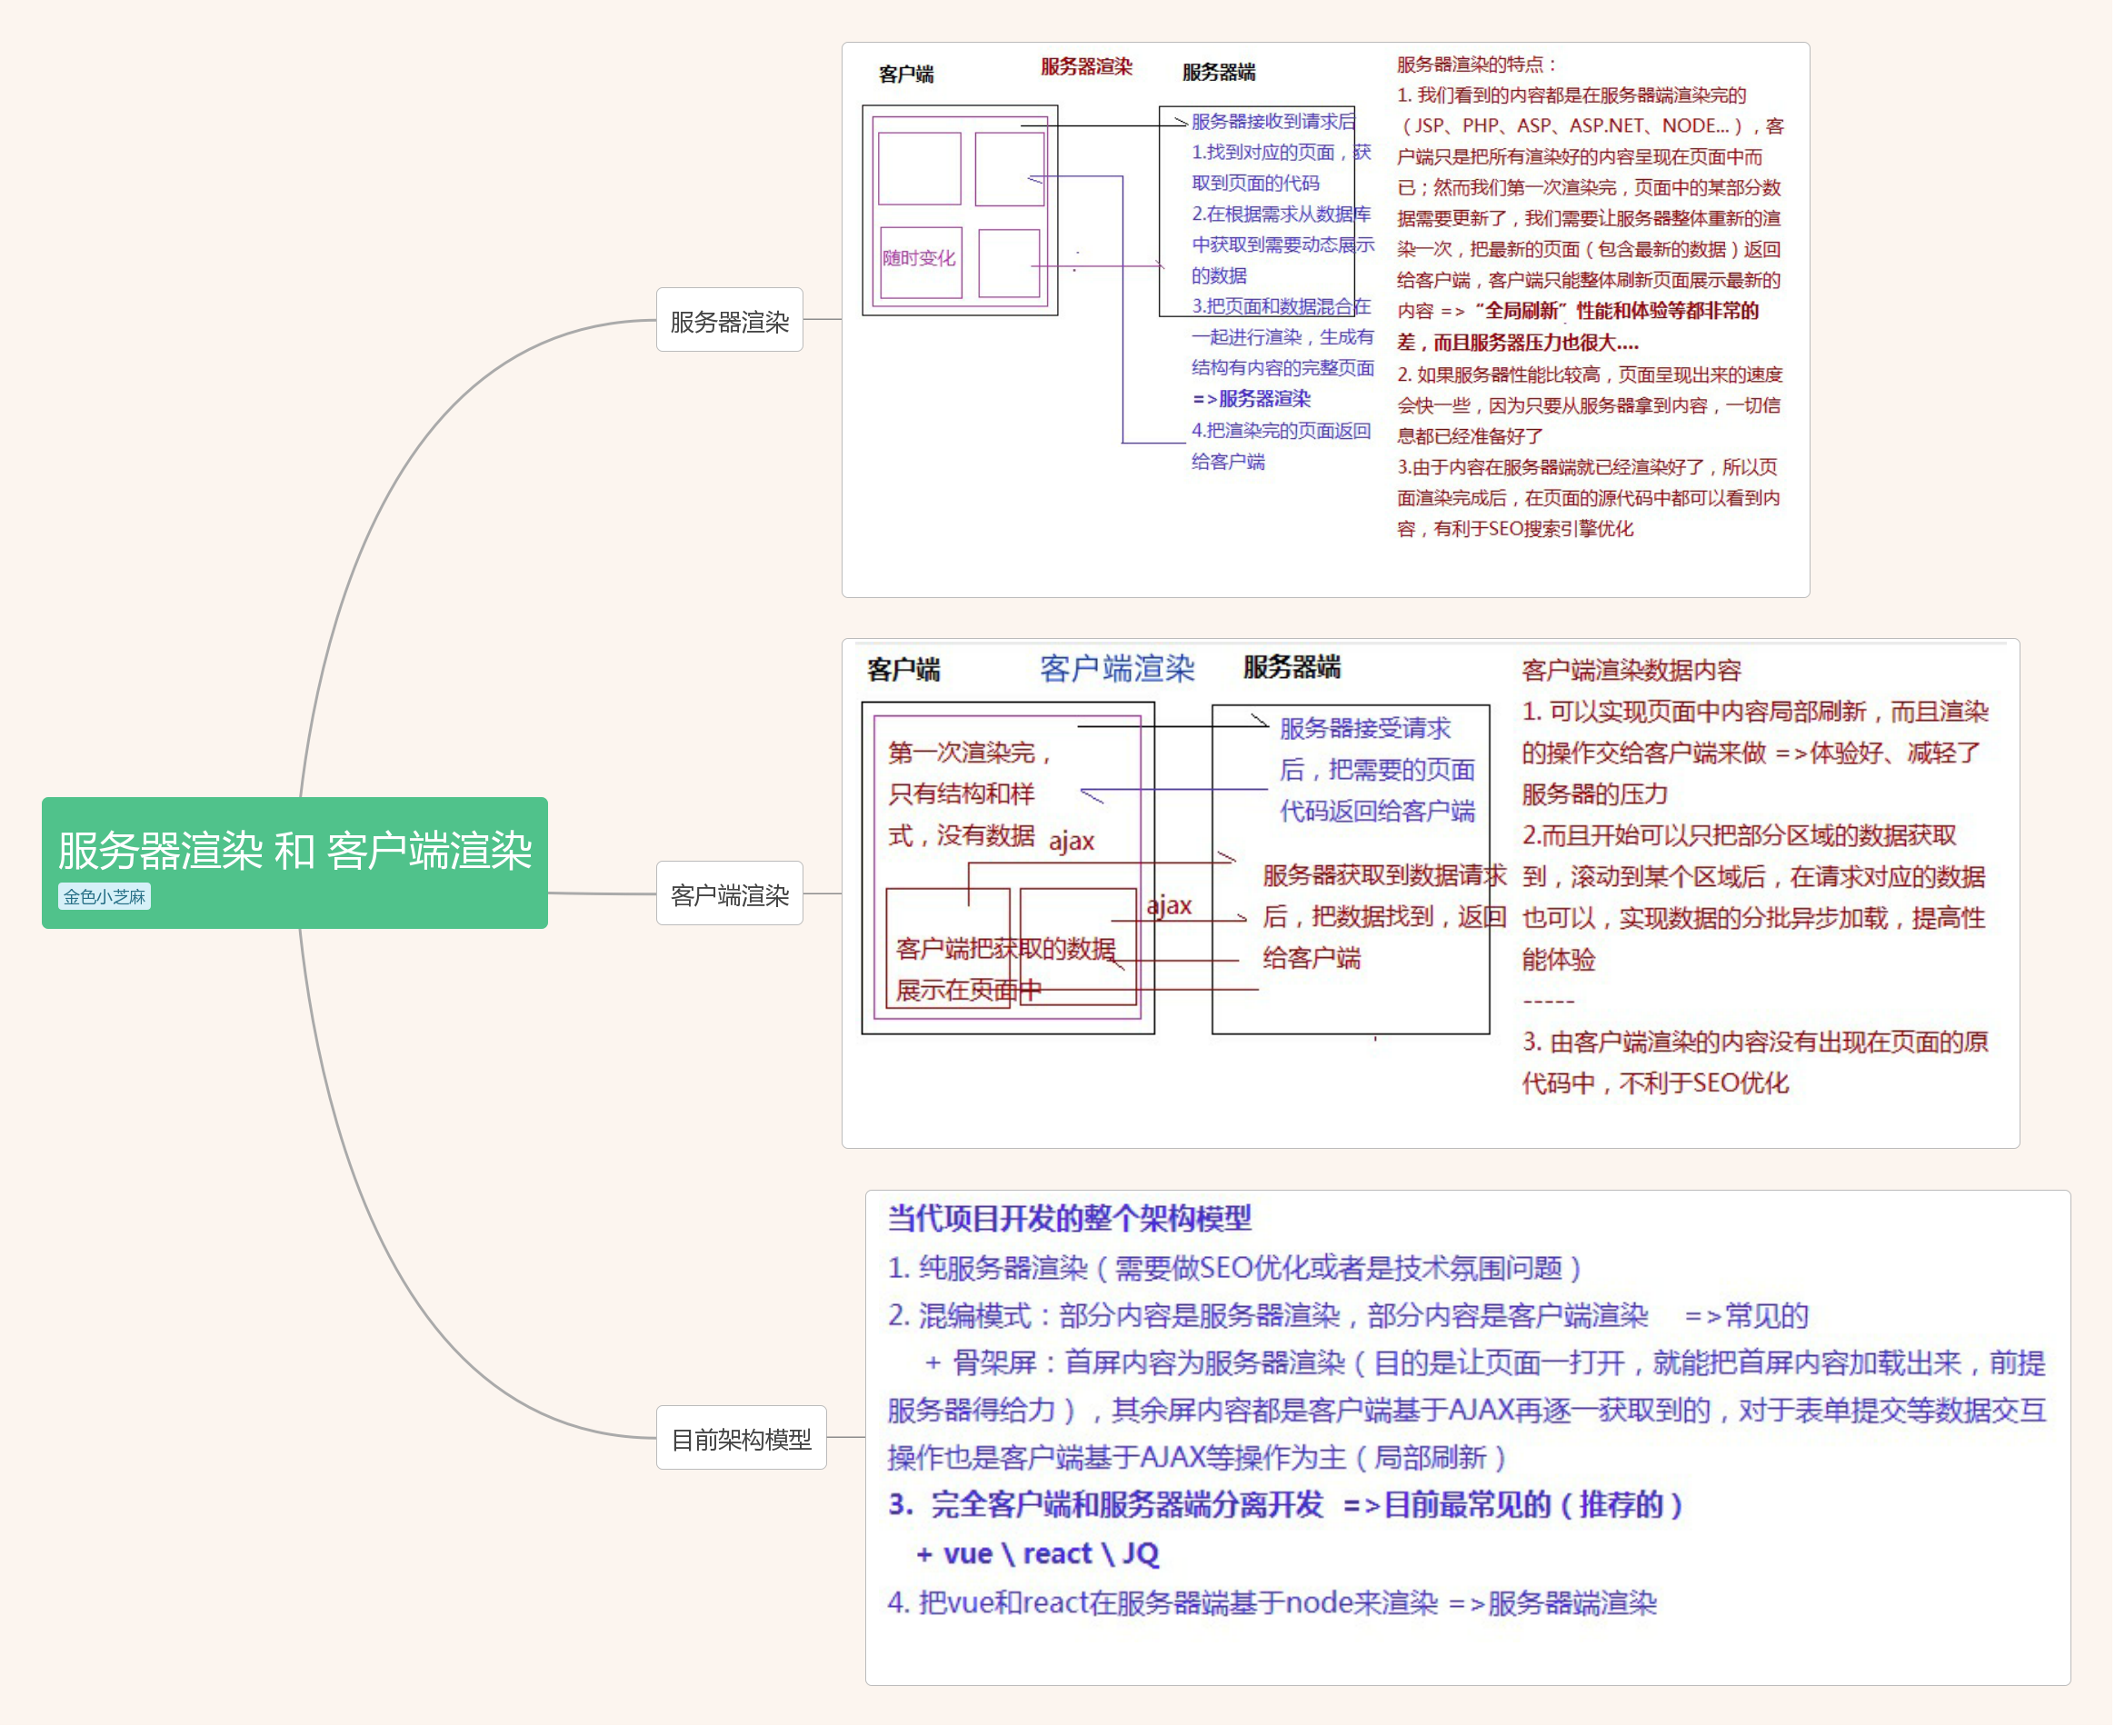 服务器渲染 和 客户端渲染
金色小芝麻
服务器渲染
客户端
服务器渲染
服务器端
随时变化
服务器接收到请求后
1.找到对应的页面，获
取到页面的代码
2.在根据需求从数据库
中获取到需要动态展示
的数据
3.把页面和数据混合在
一起进行渲染，生成有
结构有内容的完整页面
=>服务器渲染
4.把渲染完的页面返回
给客户端
服务器渲染的特点：
1. 我们看到的内容都是在服务器端渲染完的
（JSP、PHP、ASP、ASP.NET、NODE...），客
户端只是把所有渲染好的内容呈现在页面中而
已；然而我们第一次渲染完，页面中的某部分数
据需要更新了，我们需要让服务器整体重新的渲
染一次，把最新的页面（包含最新的数据）返回
给客户端，客户端只能整体刷新页面展示最新的
内容 =>“全局刷新”性能和体验等都非常的
差，而且服务器压力也很大....
2. 如果服务器性能比较高，页面呈现出来的速度
会快一些，因为只要从服务器拿到内容，一切信
息都已经准备好了
3.由于内容在服务器端就已经渲染好了，所以页
面渲染完成后，在页面的源代码中都可以看到内
容，有利于SEO搜索引擎优化
客户端渲染
客户端
客户端渲染
服务器端
第一次渲染完，
只有结构和样
式，没有数据
ajax
ajax
客户端把获取的数据
展示在页面中
服务器接受请求
后，把需要的页面
代码返回给客户端
服务器获取到数据请求
后，把数据找到，返回
给客户端
客户端渲染数据内容
1. 可以实现页面中内容局部刷新，而且渲染
的操作交给客户端来做 =>体验好、减轻了
服务器的压力
2.而且开始可以只把部分区域的数据获取
到，滚动到某个区域后，在请求对应的数据
也可以，实现数据的分批异步加载，提高性
能体验
-----
3. 由客户端渲染的内容没有出现在页面的原
代码中，不利于SEO优化
目前架构模型
当代项目开发的整个架构模型
1. 纯服务器渲染（需要做SEO优化或者是技术氛围问题）
2. 混编模式：部分内容是服务器渲染，部分内容是客户端渲染 =>常见的
+ 骨架屏：首屏内容为服务器渲染（目的是让页面一打开，就能把首屏内容加载出来，前提
服务器得给力），其余屏内容都是客户端基于AJAX再逐一获取到的，对于表单提交等数据交互
操作也是客户端基于AJAX等操作为主（局部刷新）
3. 完全客户端和服务器端分离开发 =>目前最常见的（推荐的）
+ vue \ react \ JQ
4. 把vue和react在服务器端基于node来渲染 =>服务器端渲染